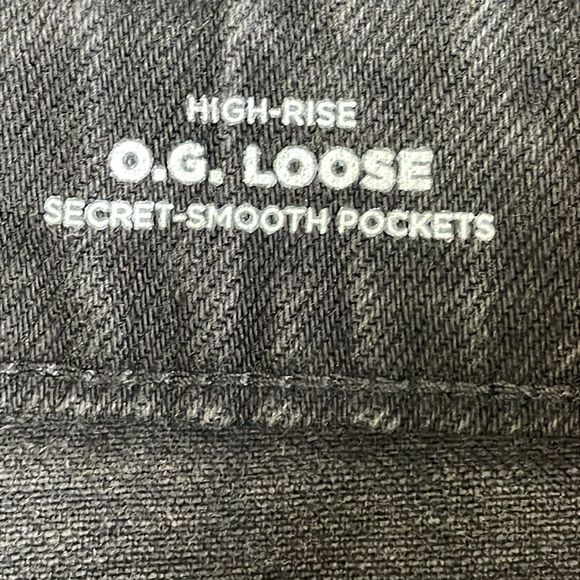 HIGH-RISE
O.G. LOOSE
SECRET-SMOOTH POCKETS